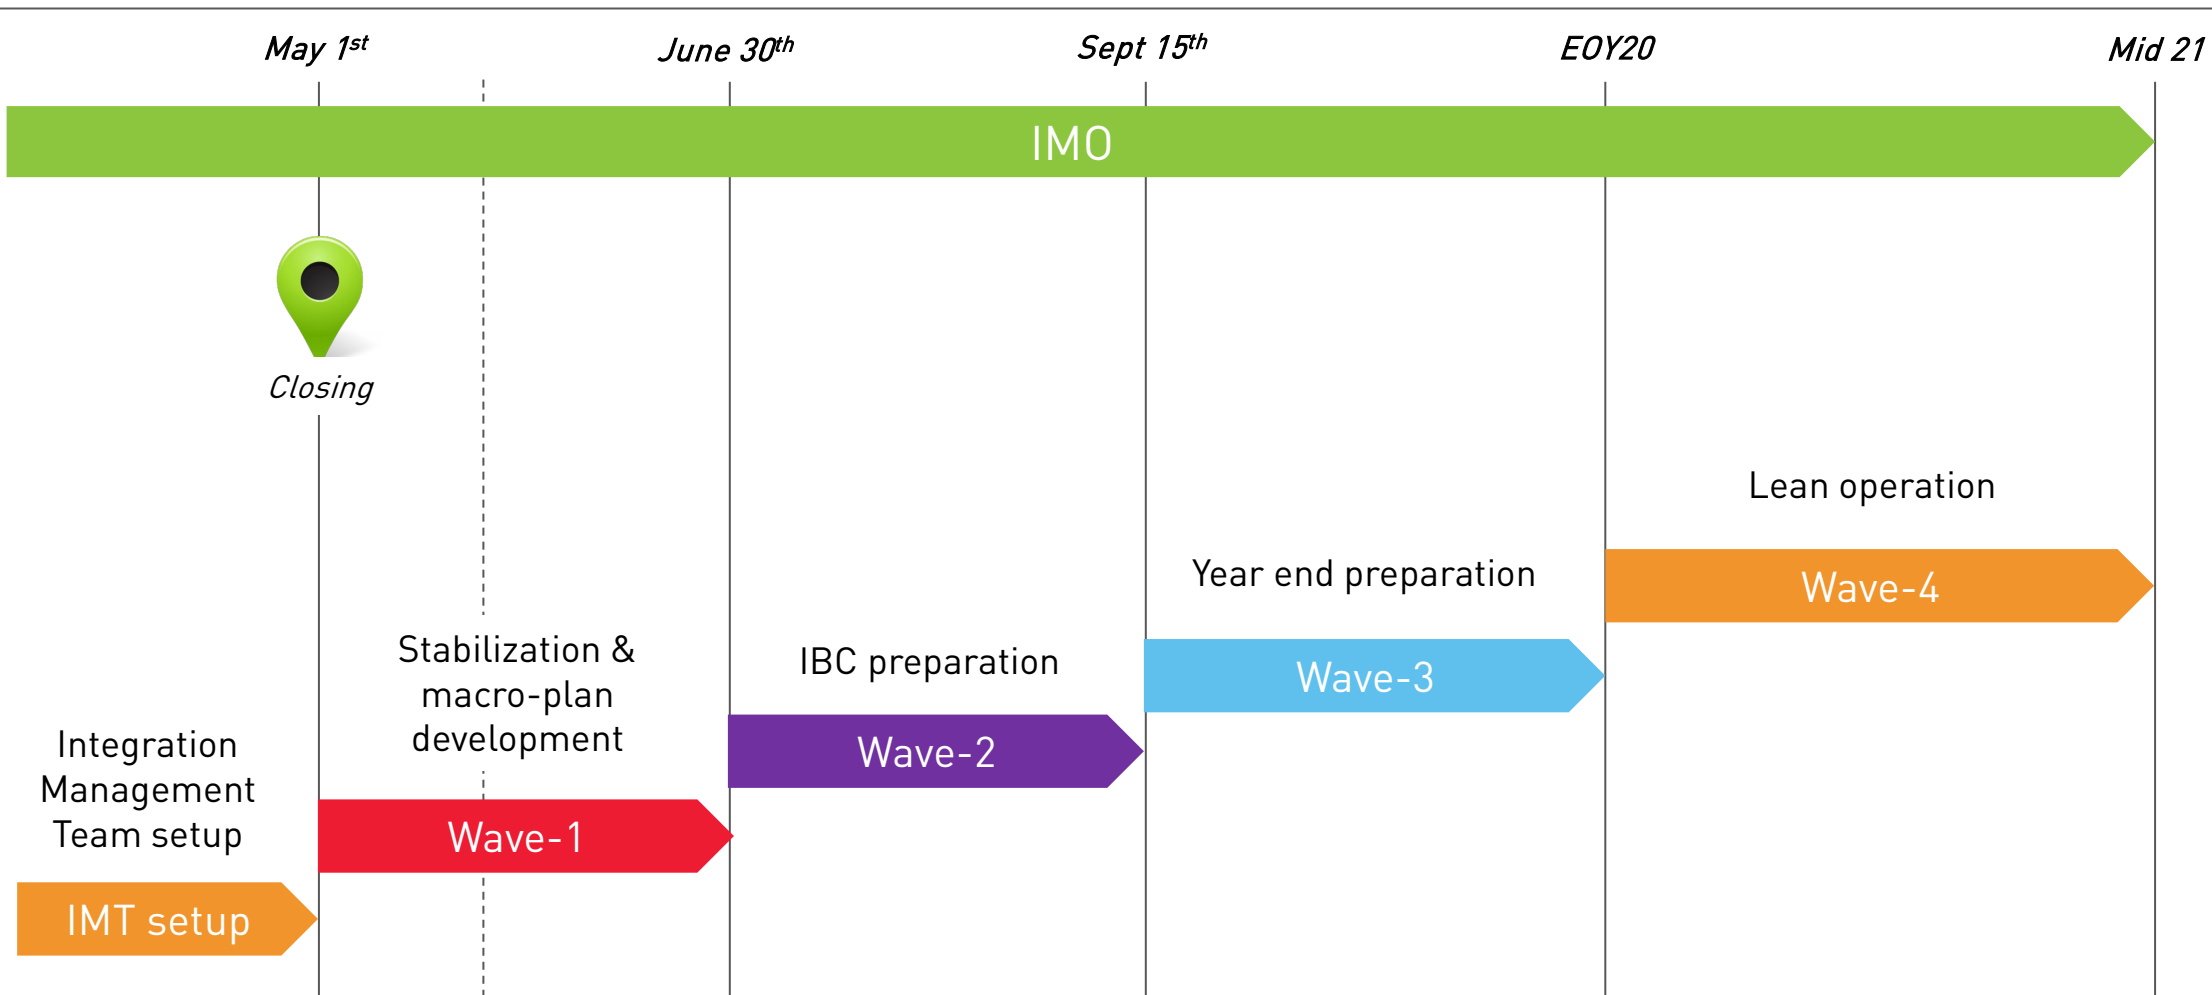 May 1st
June 30th
Sept 15th
EOY20
Mid 21
IMO
Closing
Lean operation
Wave-4
Year end preparation
Wave-3
Stabilization &
macro-plan
development
IBC preparation
Wave-2
Integration
Management
Team setup
Wave-1
IMT setup